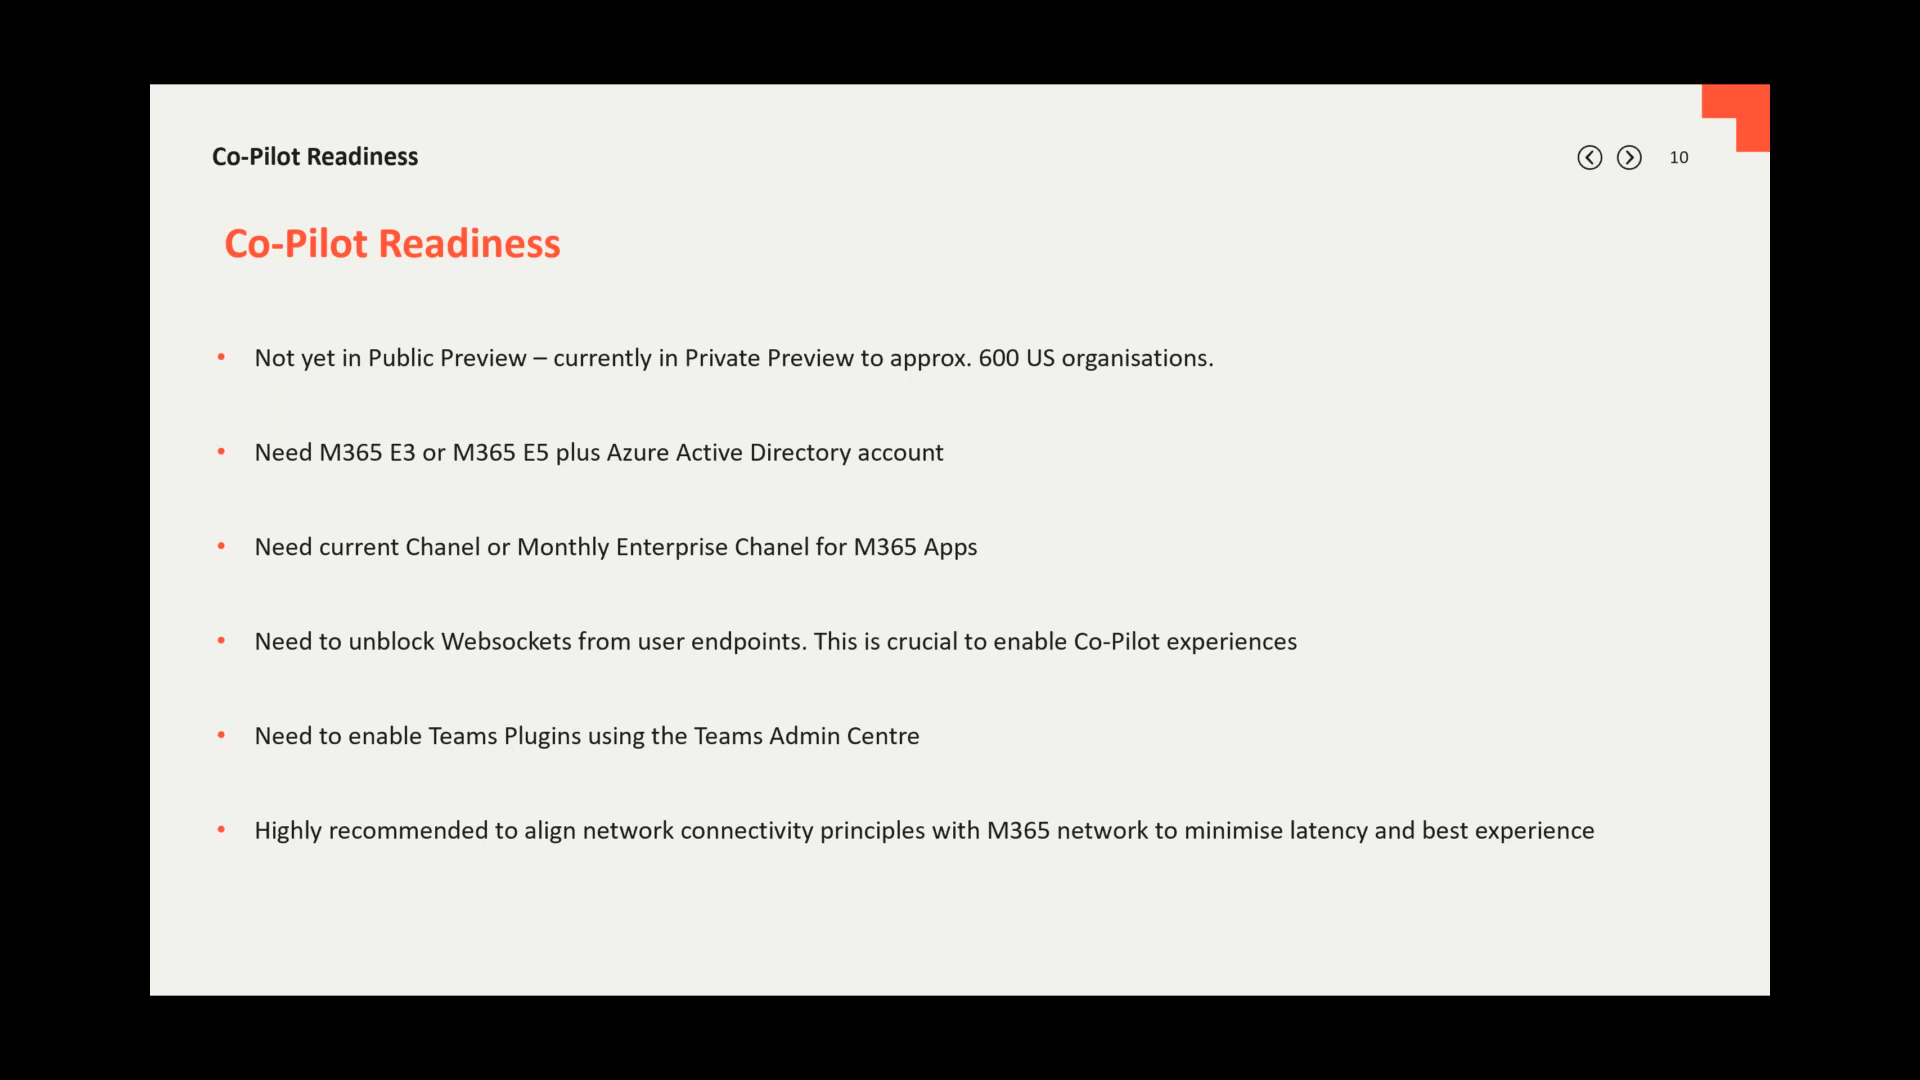 Co-Pilot Readiness
10
Co-Pilot Readiness
• Not yet in Public Preview – currently in Private Preview to approx. 600 US organisations.
• Need M365 E3 or M365 E5 plus Azure Active Directory account
• Need current Chanel or Monthly Enterprise Chanel for M365 Apps
• Need to unblock Websockets from user endpoints. This is crucial to enable Co-Pilot experiences
• Need to enable Teams Plugins using the Teams Admin Centre
• Highly recommended to align network connectivity principles with M365 network to minimise latency and best experience